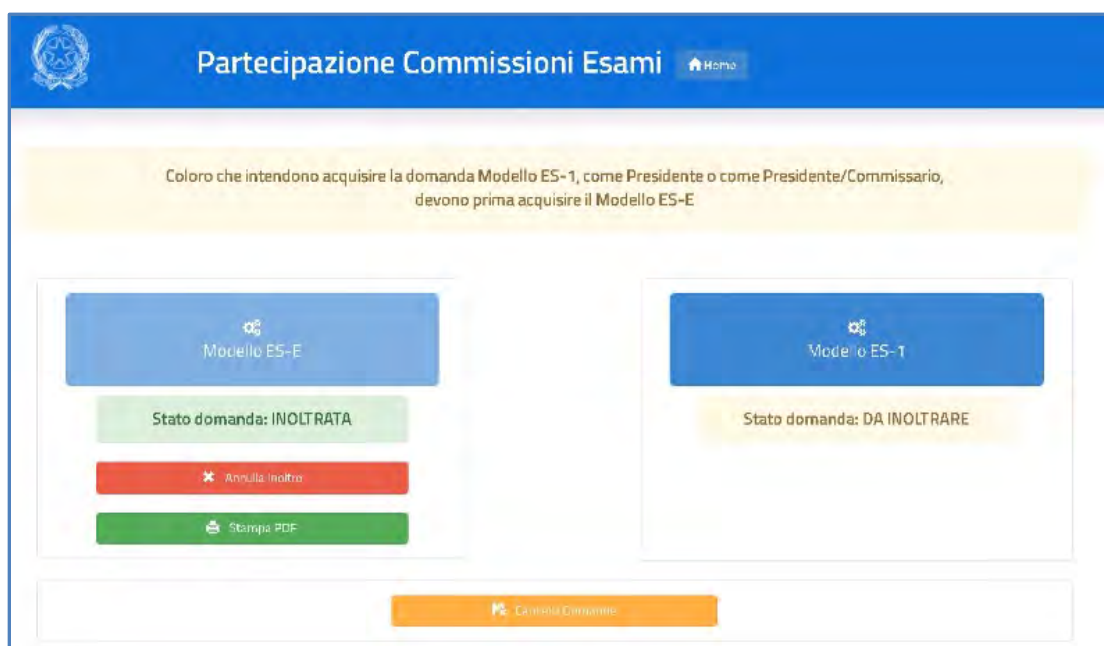 Partecipazione Commissioni Esami
Home
Coloro che intendono acquisire la domanda Modello ES-1, come Presidente o come Presidente/Commissario,
devono prima acquisire il Modello ES-E
Modello ES-E
Modello ES-1
Stato domanda: INOLTRATA
Stato domanda: DA INOLTRARE
Annulla Inoltro
Stampa PDF
Cancella Domande